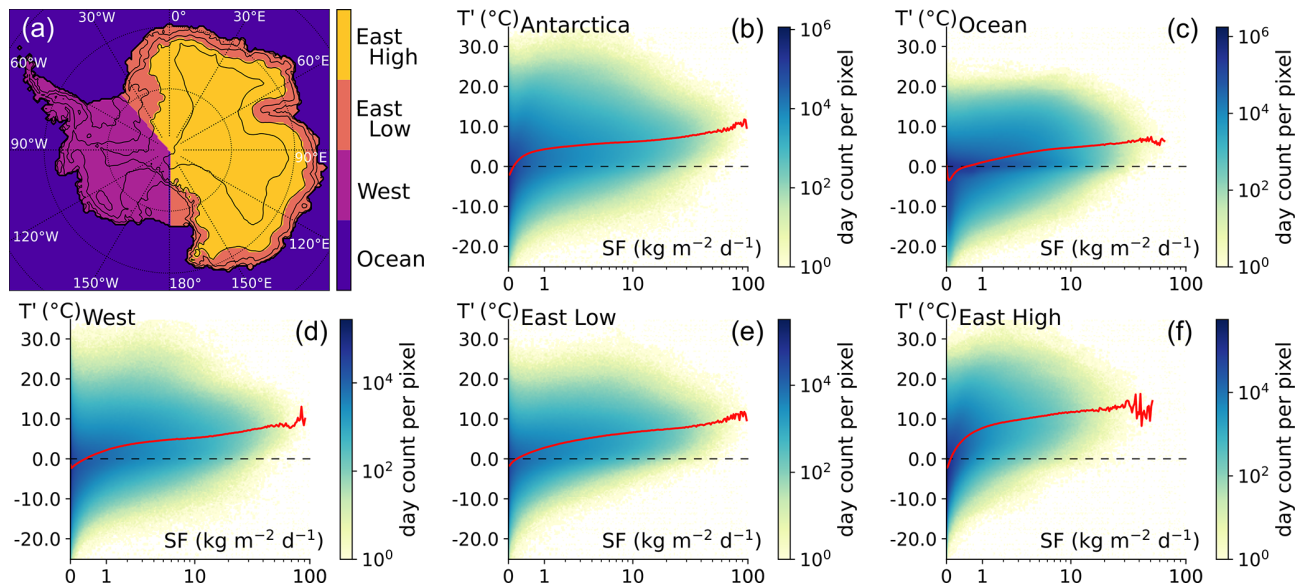 (a)
0°
30°E
60°E
90°E
120°E
150°E
180°
150°W
120°W
90°W
60°W
30°W
East
High
East
Low
West
Ocean
T' (°C)
Antarctica
(b)
30.0
20.0
10.0
0.0
-10.0
-20.0
SF (kg m⁻² d⁻¹)
0 1 10 100
10⁶
10⁴
10²
10⁰
day count per pixel
T' (°C)
Ocean
(c)
30.0
20.0
10.0
0.0
-10.0
-20.0
SF (kg m⁻² d⁻¹)
0 1 10 100
10⁶
10⁴
10²
10⁰
day count per pixel
T' (°C)
West
(d)
30.0
20.0
10.0
0.0
-10.0
-20.0
SF (kg m⁻² d⁻¹)
0 1 10 100
10⁴
10²
10⁰
day count per pixel
T' (°C)
East Low
(e)
30.0
20.0
10.0
0.0
-10.0
-20.0
SF (kg m⁻² d⁻¹)
0 1 10 100
10⁴
10²
10⁰
day count per pixel
T' (°C)
East High
(f)
30.0
20.0
10.0
0.0
-10.0
-20.0
SF (kg m⁻² d⁻¹)
0 1 10 100
10⁴
10²
10⁰
day count per pixel